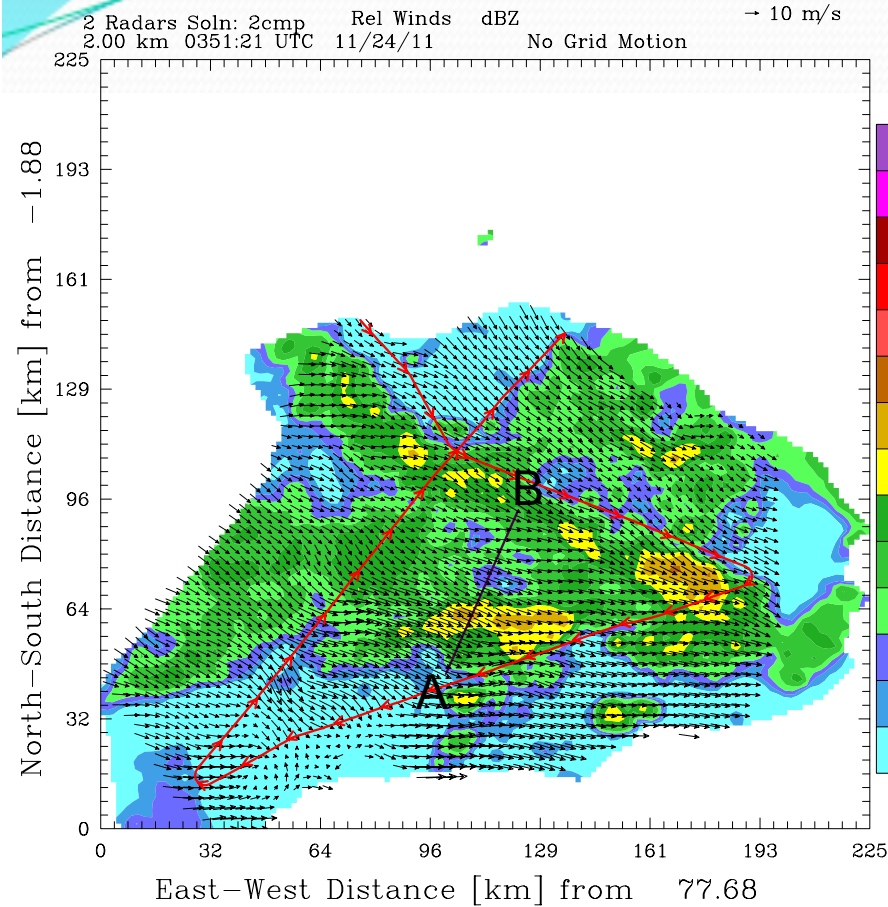 2 Radars Soln: 2cmp Rel Winds dBZ → 10 m/s
2.00 km 0351:21 UTC 11/24/11 No Grid Motion
225
193
161
129
96
64
32
0
North-South Distance [km] from -1.88
B
A
0 32 64 96 129 161 193 225
East-West Distance [km] from 77.68